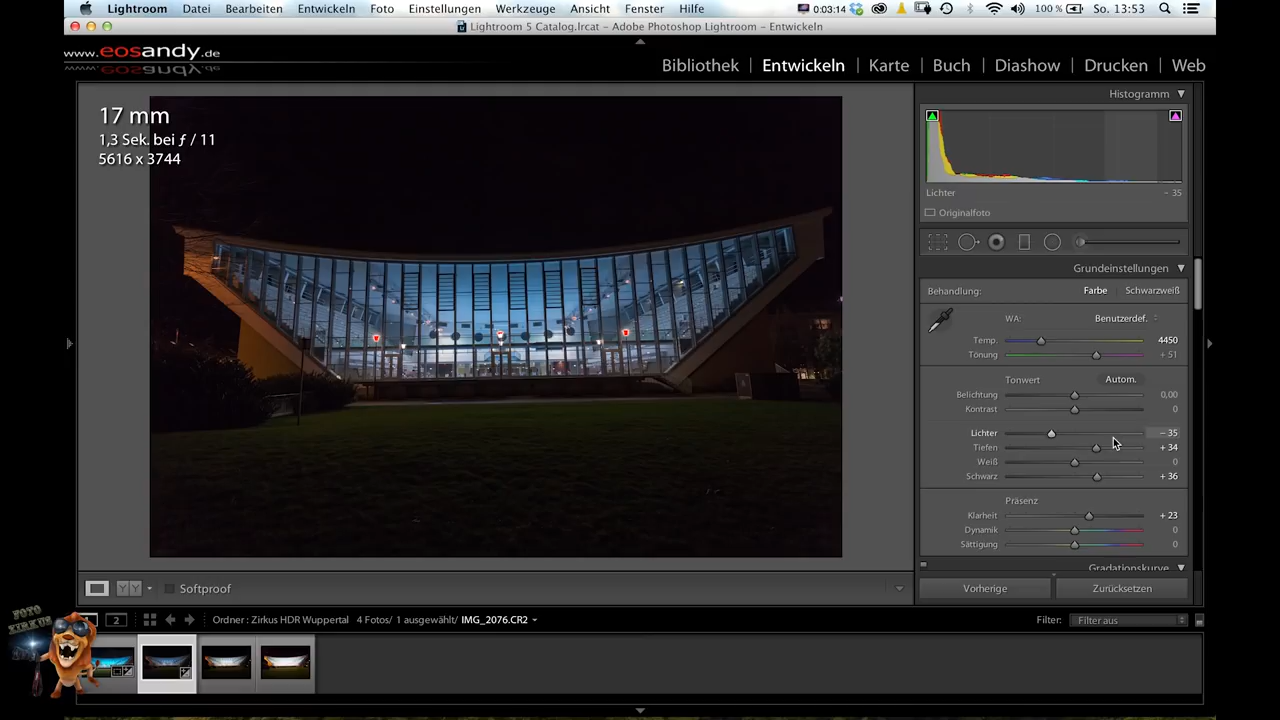 Lightroom Datei Bearbeiten Entwickeln Foto Einstellungen Werkzeuge Ansicht Fenster Hilfe 0:03:14 100 % So. 13:53
Lightroom 5 Catalog.lrcat – Adobe Photoshop Lightroom – Entwickeln
www.eosandy.de
Bibliothek | Entwickeln | Karte | Buch | Diashow | Drucken | Web
17 mm
1,3 Sek. bei ƒ / 11
5616 x 3744
Histogramm
Lichter – 35
Originalfoto
Grundeinstellungen
Behandlung: Farbe Schwarzweiß
WA: Benutzerdef.
Temp. 4450
Tönung + 51
Tonwert Autom.
Belichtung 0,00
Kontrast 0
Lichter – 35
Tiefen + 34
Weiß 0
Schwarz + 36
Präsenz
Klarheit + 23
Dynamik 0
Sättigung 0
Gradationskurve
Vorherige Zurücksetzen
YY Softproof
2 Ordner : Zirkus HDR Wuppertal 4 Fotos/ 1 ausgewählt/ IMG_2076.CR2 Filter: Filter aus
FOTO
ZIRKUS